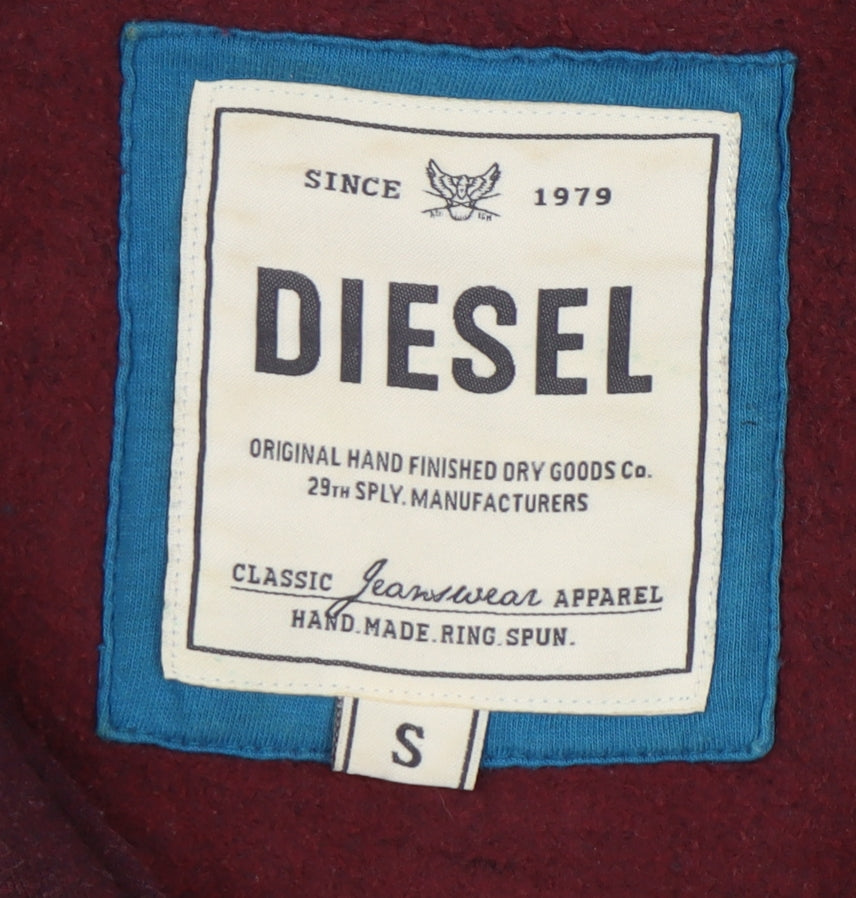 SINCE 1979
DIESEL
ORIGINAL HAND FINISHED DRY GOODS Co.
29TH SPLY. MANUFACTURERS
CLASSIC Jeanswear APPAREL
HAND.MADE.RING.SPUN.
S